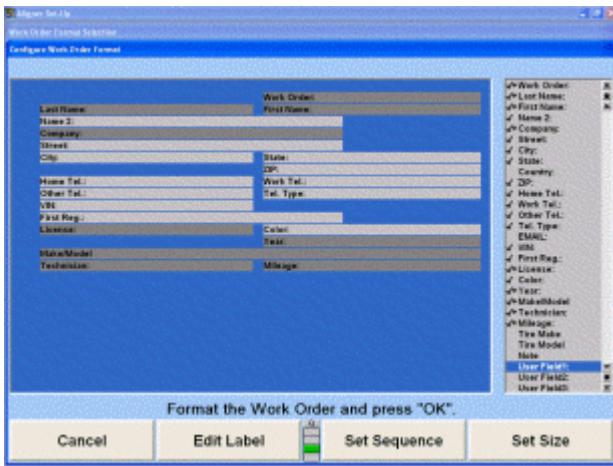 Aligner Set-Up
Work Order Format Selection
Configure Work Order Format
Work Order:
Last Name: First Name:
Name 2:
Company:
Street:
City: State:
ZIP:
Home Tel.: Work Tel.:
Other Tel.: Tel. Type:
VIN:
First Reg.:
License: Color:
Year:
Make/Model
Technician: Mileage:
Work Order:
Last Name:
First Name:
Name 2:
Company:
Street:
City:
State:
Country:
ZIP:
Home Tel.:
Work Tel.:
Other Tel.:
Tel. Type:
EMAIL:
VIN:
First Reg.:
License:
Color:
Year:
Make/Model
Technician:
Mileage:
Tire Make
Tire Model
Note
User Field1:
User Field2:
User Field3:
Format the Work Order and press "OK".
Cancel Edit Label Set Sequence Set Size